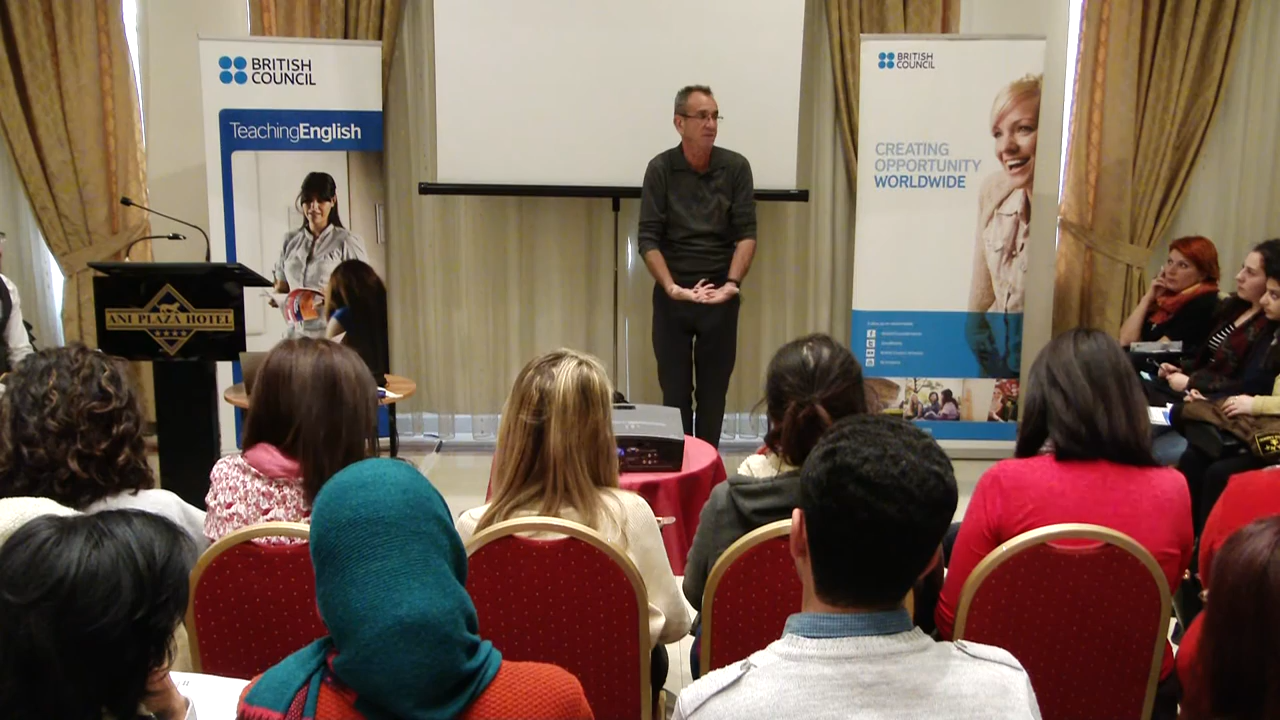 BRITISH
COUNCIL
TeachingEnglish
ANI PLAZA HOTEL
BRITISH
COUNCIL
CREATING
OPPORTUNITY
WORLDWIDE